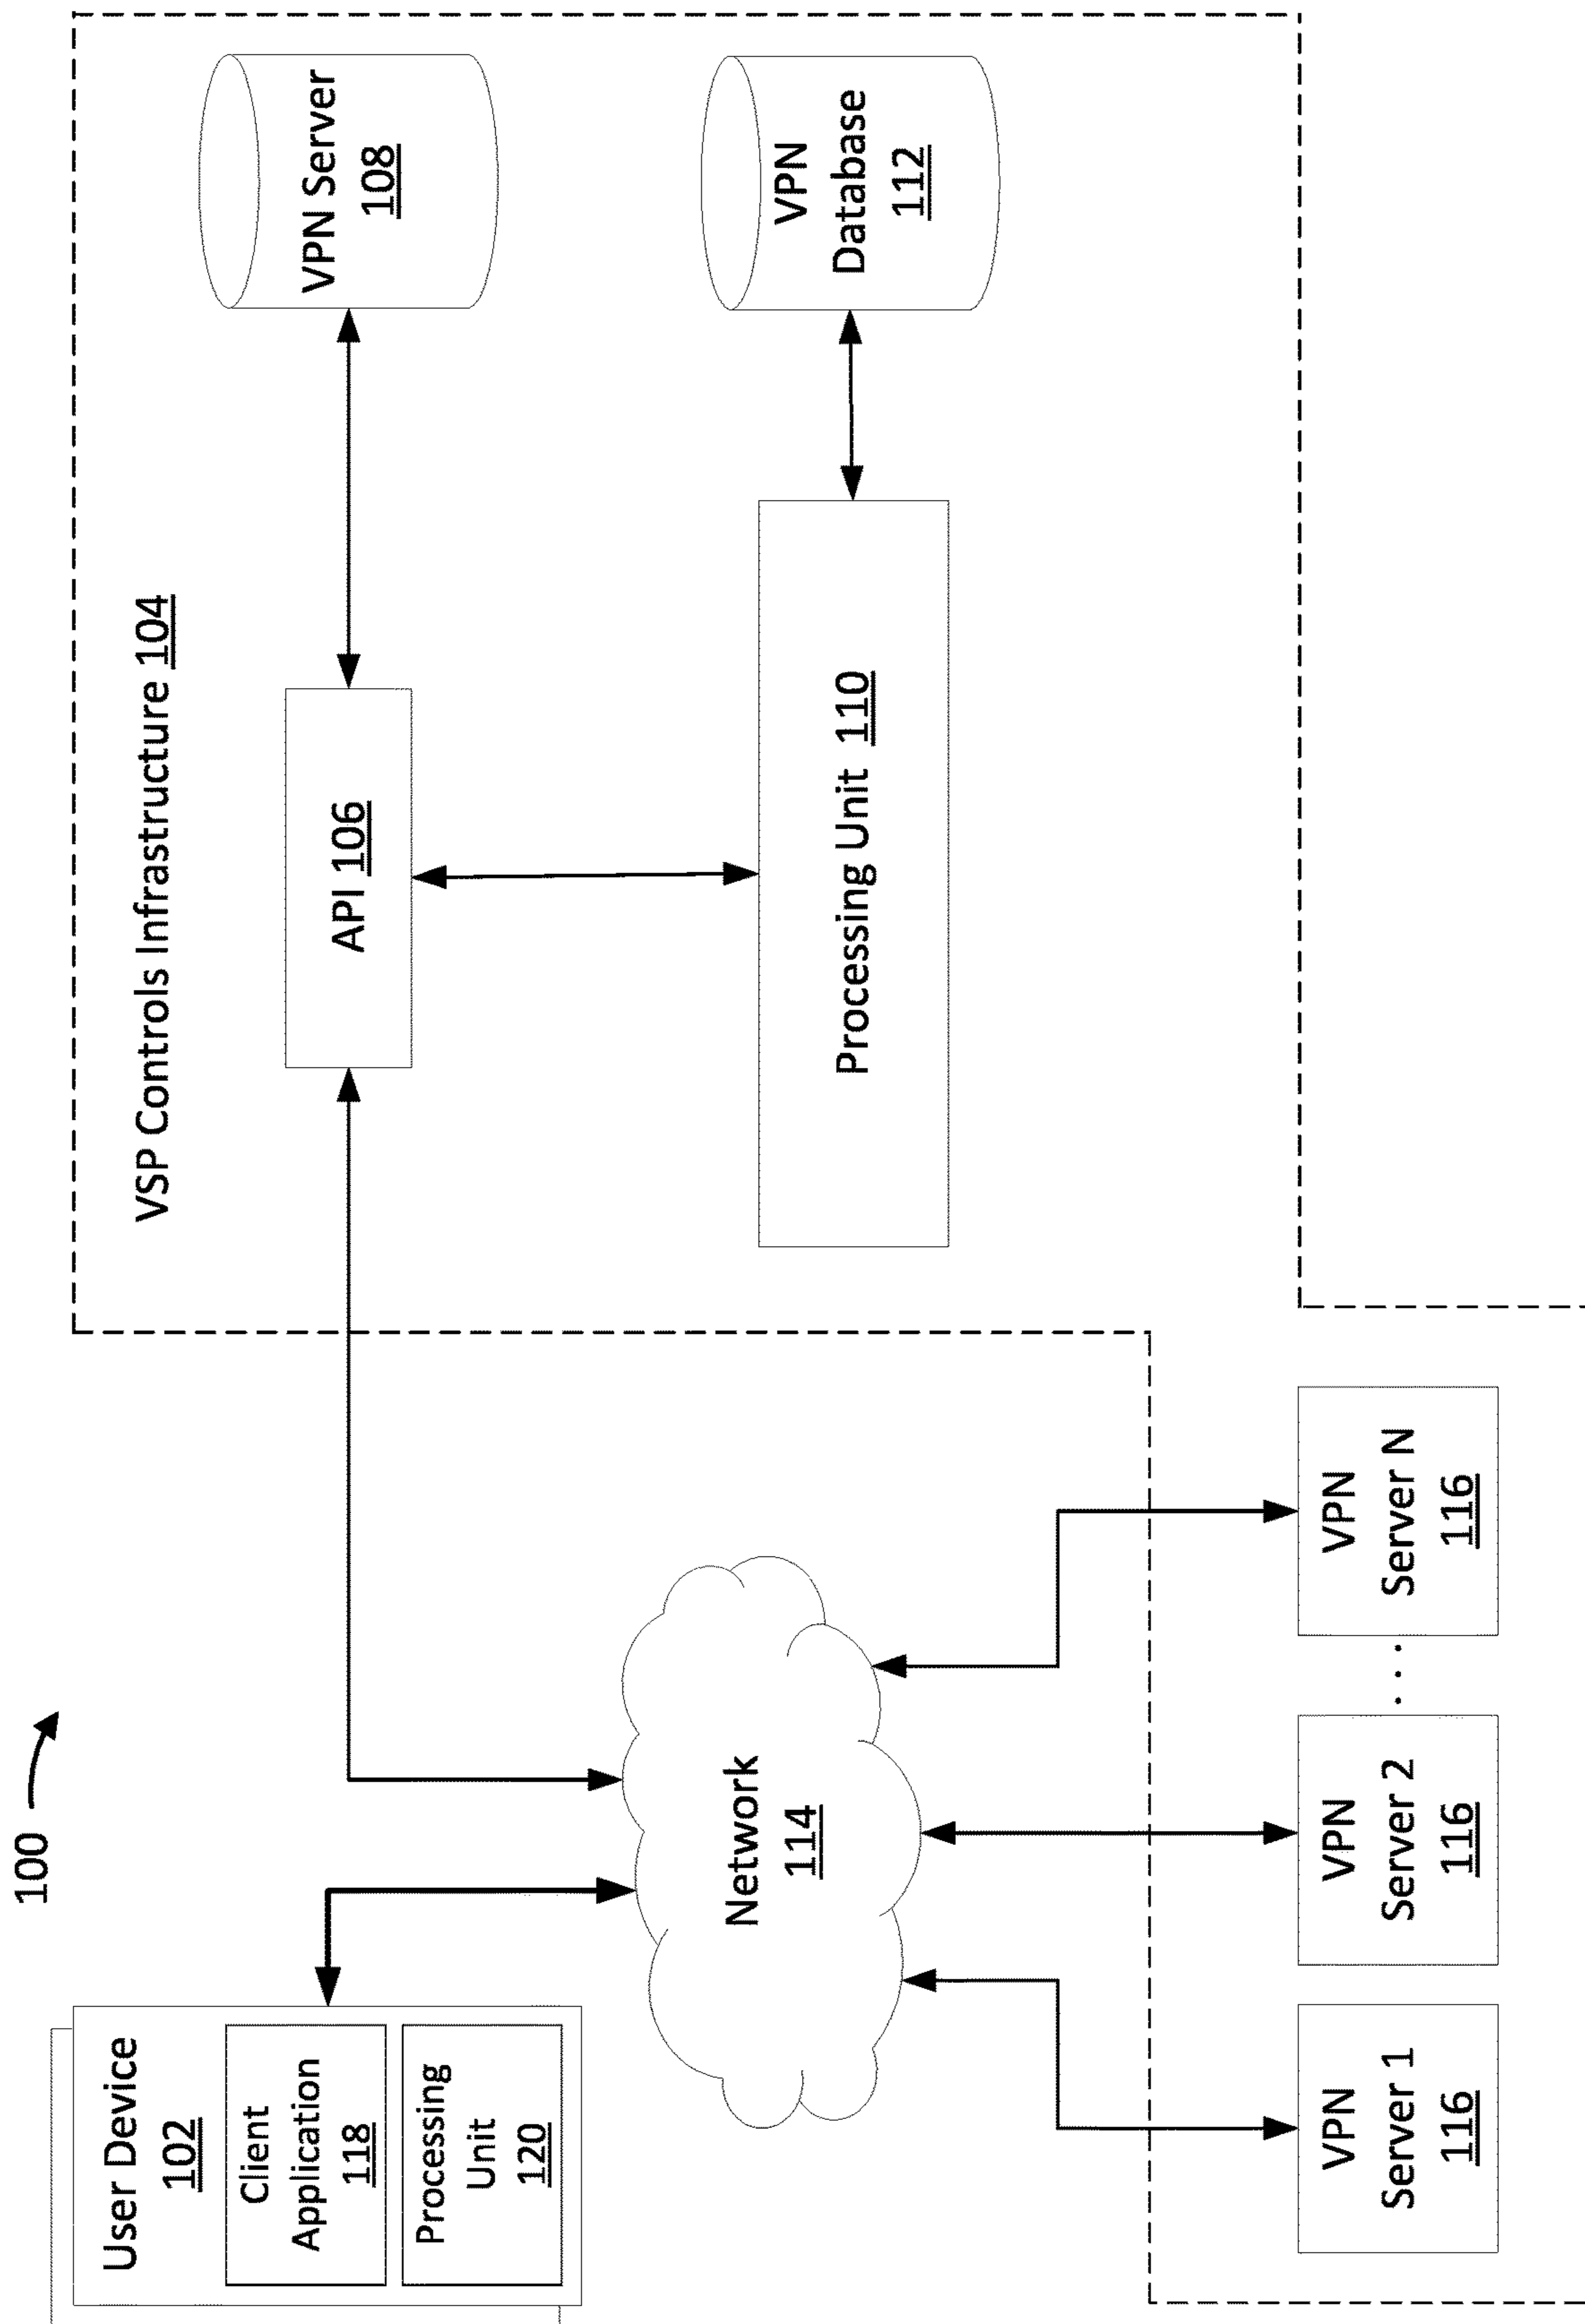 100
User Device
102
Client
Application
118
Processing
Unit
120
VSP Controls Infrastructure 104
API 106
VPN Server
108
Processing Unit 110
VPN
Database
112
Network
114
VPN
Server 1
116
VPN
Server 2
116
. . .
VPN
Server N
116